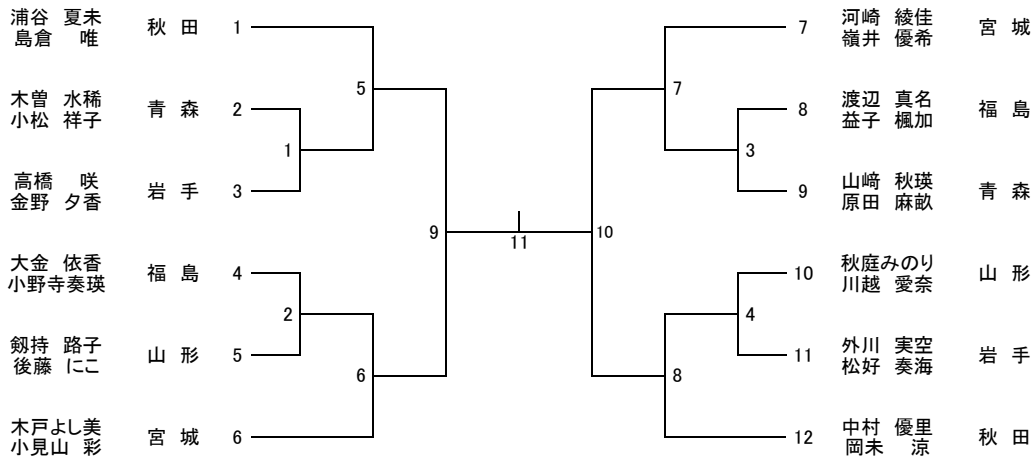 浦谷 夏未
島倉 唯
秋田 1
木曽 水稀
小松 祥子
青森 2
高橋 咲
金野 夕香
岩手 3
大金 依香
小野寺奏瑛
福島 4
剱持 路子
後藤 にこ
山形 5
木戸よし美
小見山 彩
宮城 6
5
1
2
6
9
11
10
7
3
4
8
7
河崎 綾佳
嶺井 優希
宮城
8
渡辺 真名
益子 楓加
福島
9
山﨑 秋瑛
原田 麻畝
青森
10
秋庭みのり
川越 愛奈
山形
11
外川 実空
松好 奏海
岩手
12
中村 優里
岡未 涼
秋田